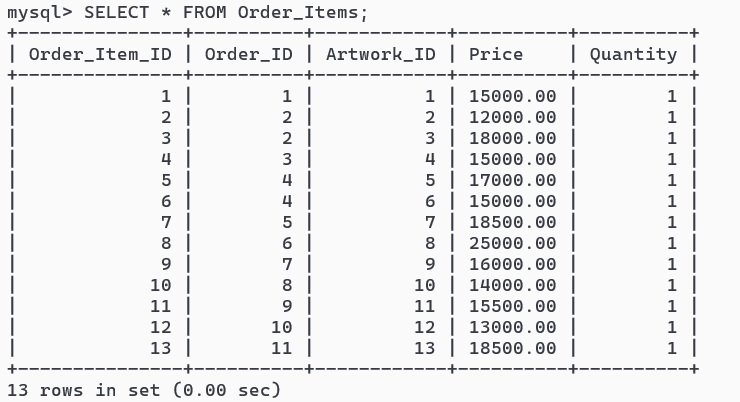 mysql> SELECT * FROM Order_Items;
+---------------+----------+------------+----------+----------+
| Order_Item_ID | Order_ID | Artwork_ID | Price    | Quantity |
+---------------+----------+------------+----------+----------+
|             1 |        1 |          1 | 15000.00 |        1 |
|             2 |        2 |          2 | 12000.00 |        1 |
|             3 |        2 |          3 | 18000.00 |        1 |
|             4 |        3 |          4 | 15000.00 |        1 |
|             5 |        4 |          5 | 17000.00 |        1 |
|             6 |        4 |          6 | 15000.00 |        1 |
|             7 |        5 |          7 | 18500.00 |        1 |
|             8 |        6 |          8 | 25000.00 |        1 |
|             9 |        7 |          9 | 16000.00 |        1 |
|            10 |        8 |         10 | 14000.00 |        1 |
|            11 |        9 |         11 | 15500.00 |        1 |
|            12 |       10 |         12 | 13000.00 |        1 |
|            13 |       11 |         13 | 18500.00 |        1 |
+---------------+----------+------------+----------+----------+
13 rows in set (0.00 sec)